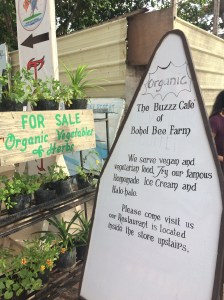 FOR SALE
Organic Vegetables
& Herbs
Organic
The Buzzz Cafe
of
Bohol Bee Farm
We serve vegan and
vegetarian food, Try our famous
Homemade Ice Cream and
Halo halo.
Please come visit us
our Restaurant is located
inside the store upstairs.